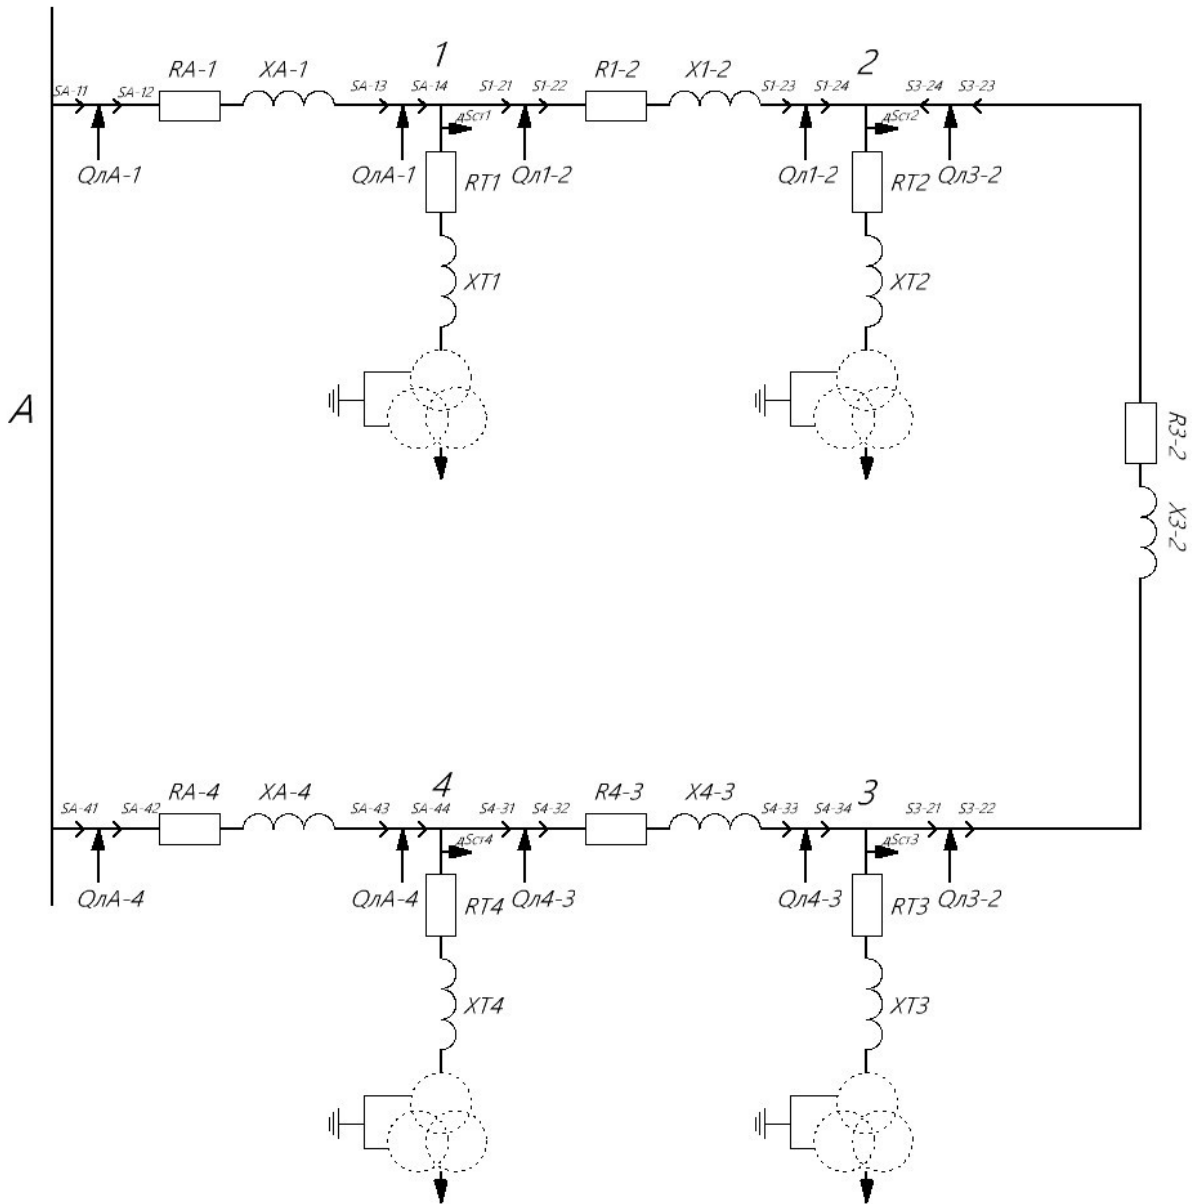 1
2
RA-1
XA-1
R1-2
X1-2
SA-11
SA-12
SA-13
SA-14
S1-21
S1-22
S1-23
S1-24
S3-24
S3-23
дSст1
дSст2
QлA-1
QлA-1
RT1
Qл1-2
Qл1-2
RT2
Qл3-2
XT1
XT2
A
R3-2
X3-2
4
3
RA-4
XA-4
R4-3
X4-3
SA-41
SA-42
SA-43
SA-44
S4-31
S4-32
S4-33
S4-34
S3-21
S3-22
дSст4
дSст3
QлA-4
QлA-4
RT4
Qл4-3
Qл4-3
RT3
Qл3-2
XT4
XT3